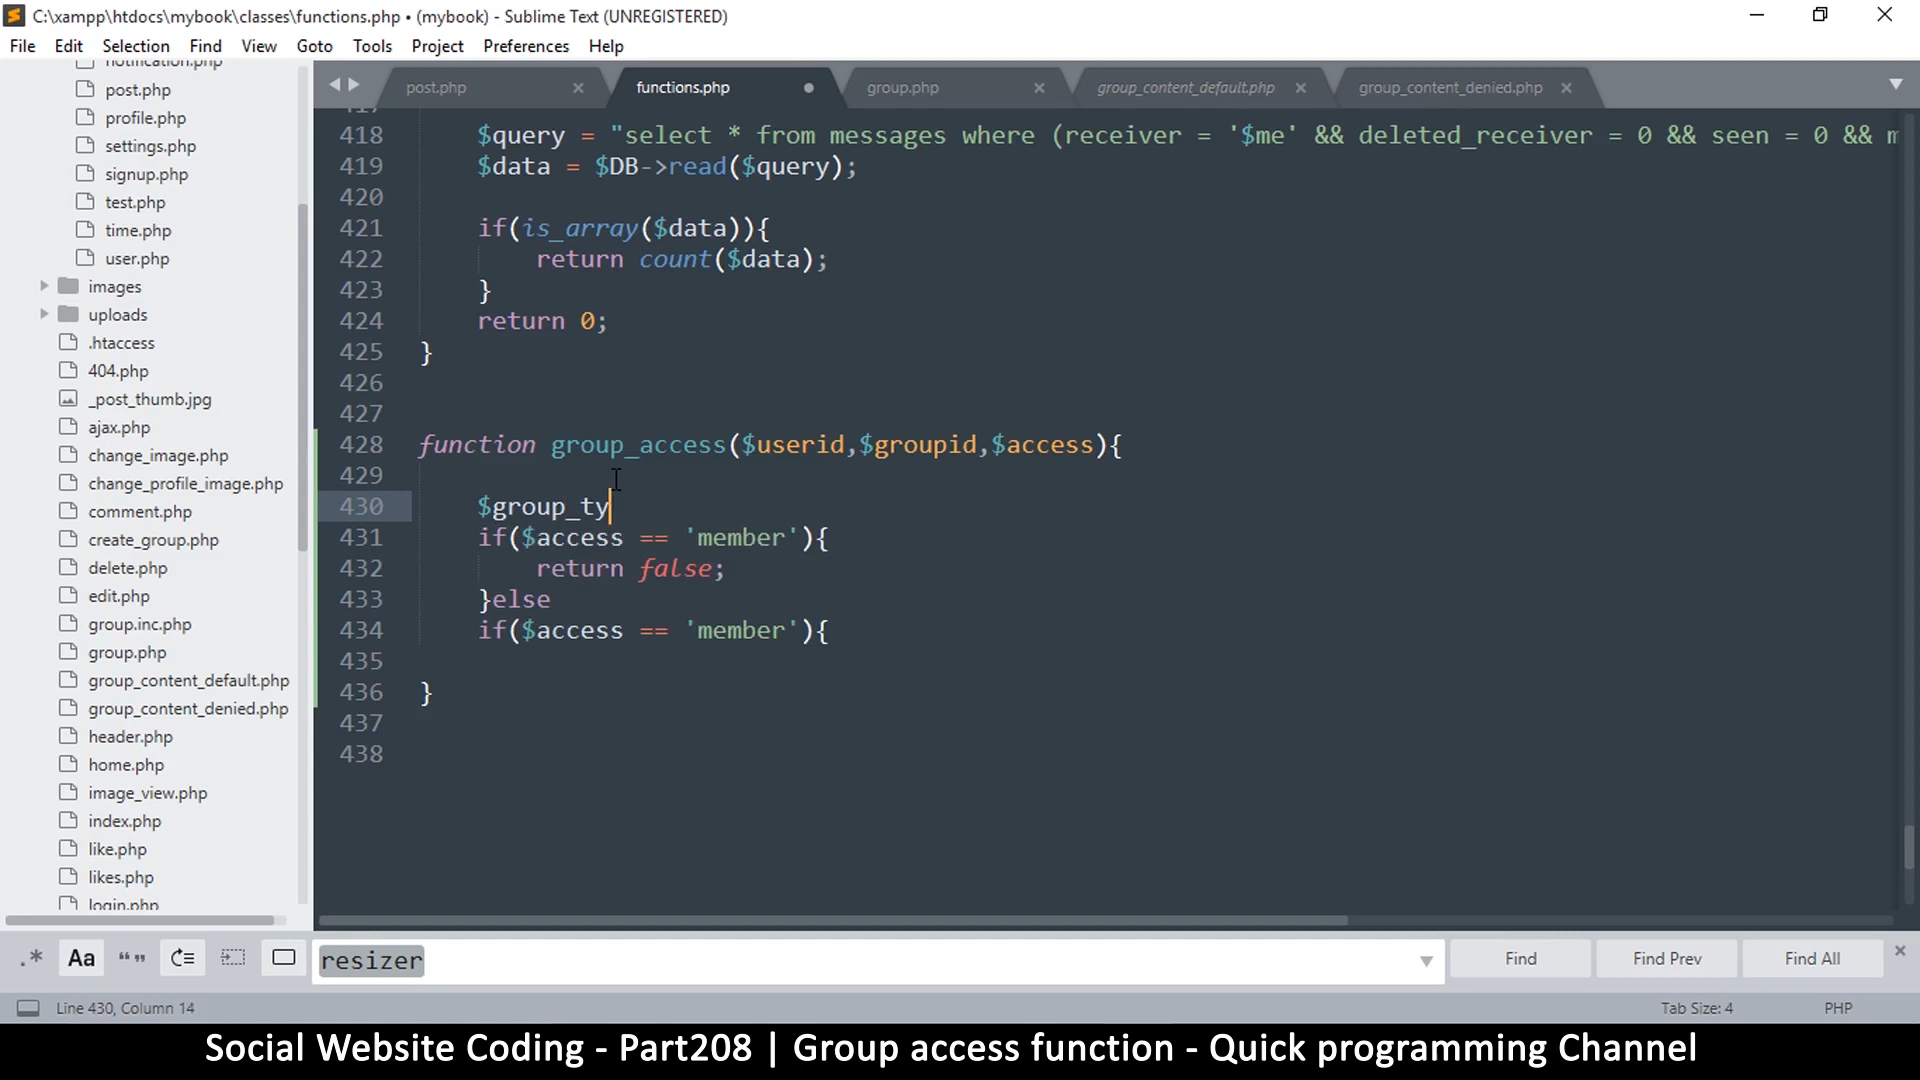 C:\xampp\htdocs\mybook\classes\functions.php • (mybook) - Sublime Text (UNREGISTERED)
File Edit Selection Find View Goto Tools Project Preferences Help
notification.php
post.php
profile.php
settings.php
signup.php
test.php
time.php
user.php
images
uploads
.htaccess
404.php
_post_thumb.jpg
ajax.php
change_image.php
change_profile_image.php
comment.php
create_group.php
delete.php
edit.php
group.inc.php
group.php
group_content_default.php
group_content_denied.php
header.php
home.php
image_view.php
index.php
like.php
likes.php
login.php
post.php functions.php group.php group_content_default.php group_content_denied.php
417
418 $query = "select * from messages where (receiver = '$me' && deleted_receiver = 0 && seen = 0 && m
419 $data = $DB->read($query);
420
421 if(is_array($data)){
422 return count($data);
423 }
424 return 0;
425 }
426
427
428 function group_access($userid,$groupid,$access){
429
430 $group_ty
431 if($access == 'member'){
432 return false;
433 }else
434 if($access == 'member'){
435
436 }
437
438
.* Aa “” resizer Find Find Prev Find All
Line 430, Column 14 Tab Size: 4 PHP
Social Website Coding - Part208 | Group access function - Quick programming Channel